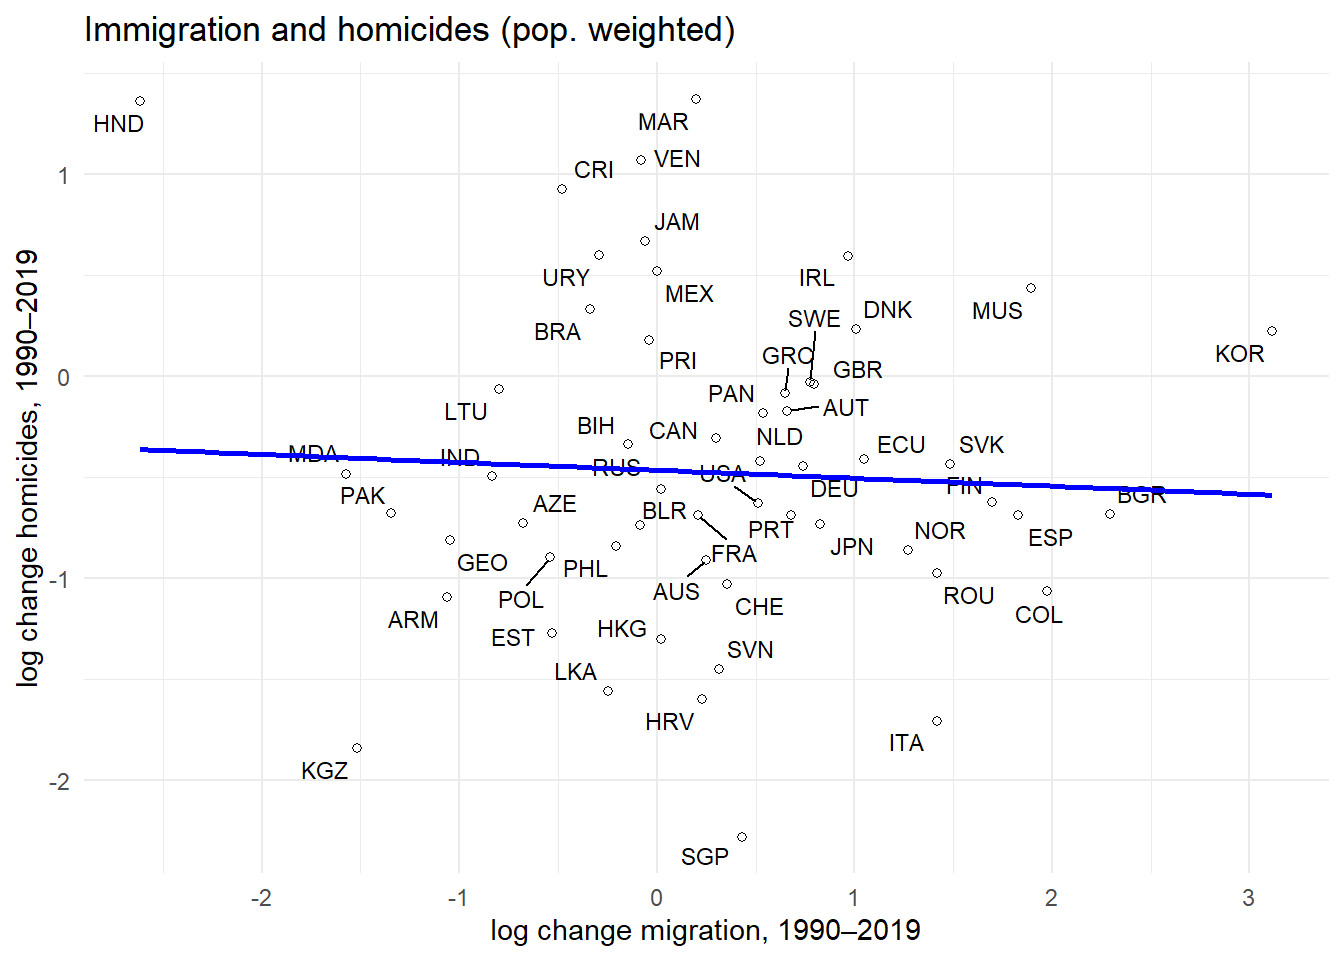 Immigration and homicides (pop. weighted)
log change homicides, 1990–2019
1
0
-1
-2
HND
MAR
VEN
CRI
JAM
URY
MEX
IRL
MUS
BRA
SWE
DNK
PRI
GRC
GBR
KOR
LTU
PAN
AUT
BIH
CAN
NLD
ECU
SVK
MDA
IND
RUS
USA
DEU
FIN
BGR
PAK
AZE
BLR
PRT
JPN
NOR
ESP
GEO
PHL
FRA
POL
AUS
CHE
ROU
COL
ARM
EST
HKG
SVN
LKA
HRV
ITA
KGZ
SGP
-2
-1
0
1
2
3
log change migration, 1990–2019